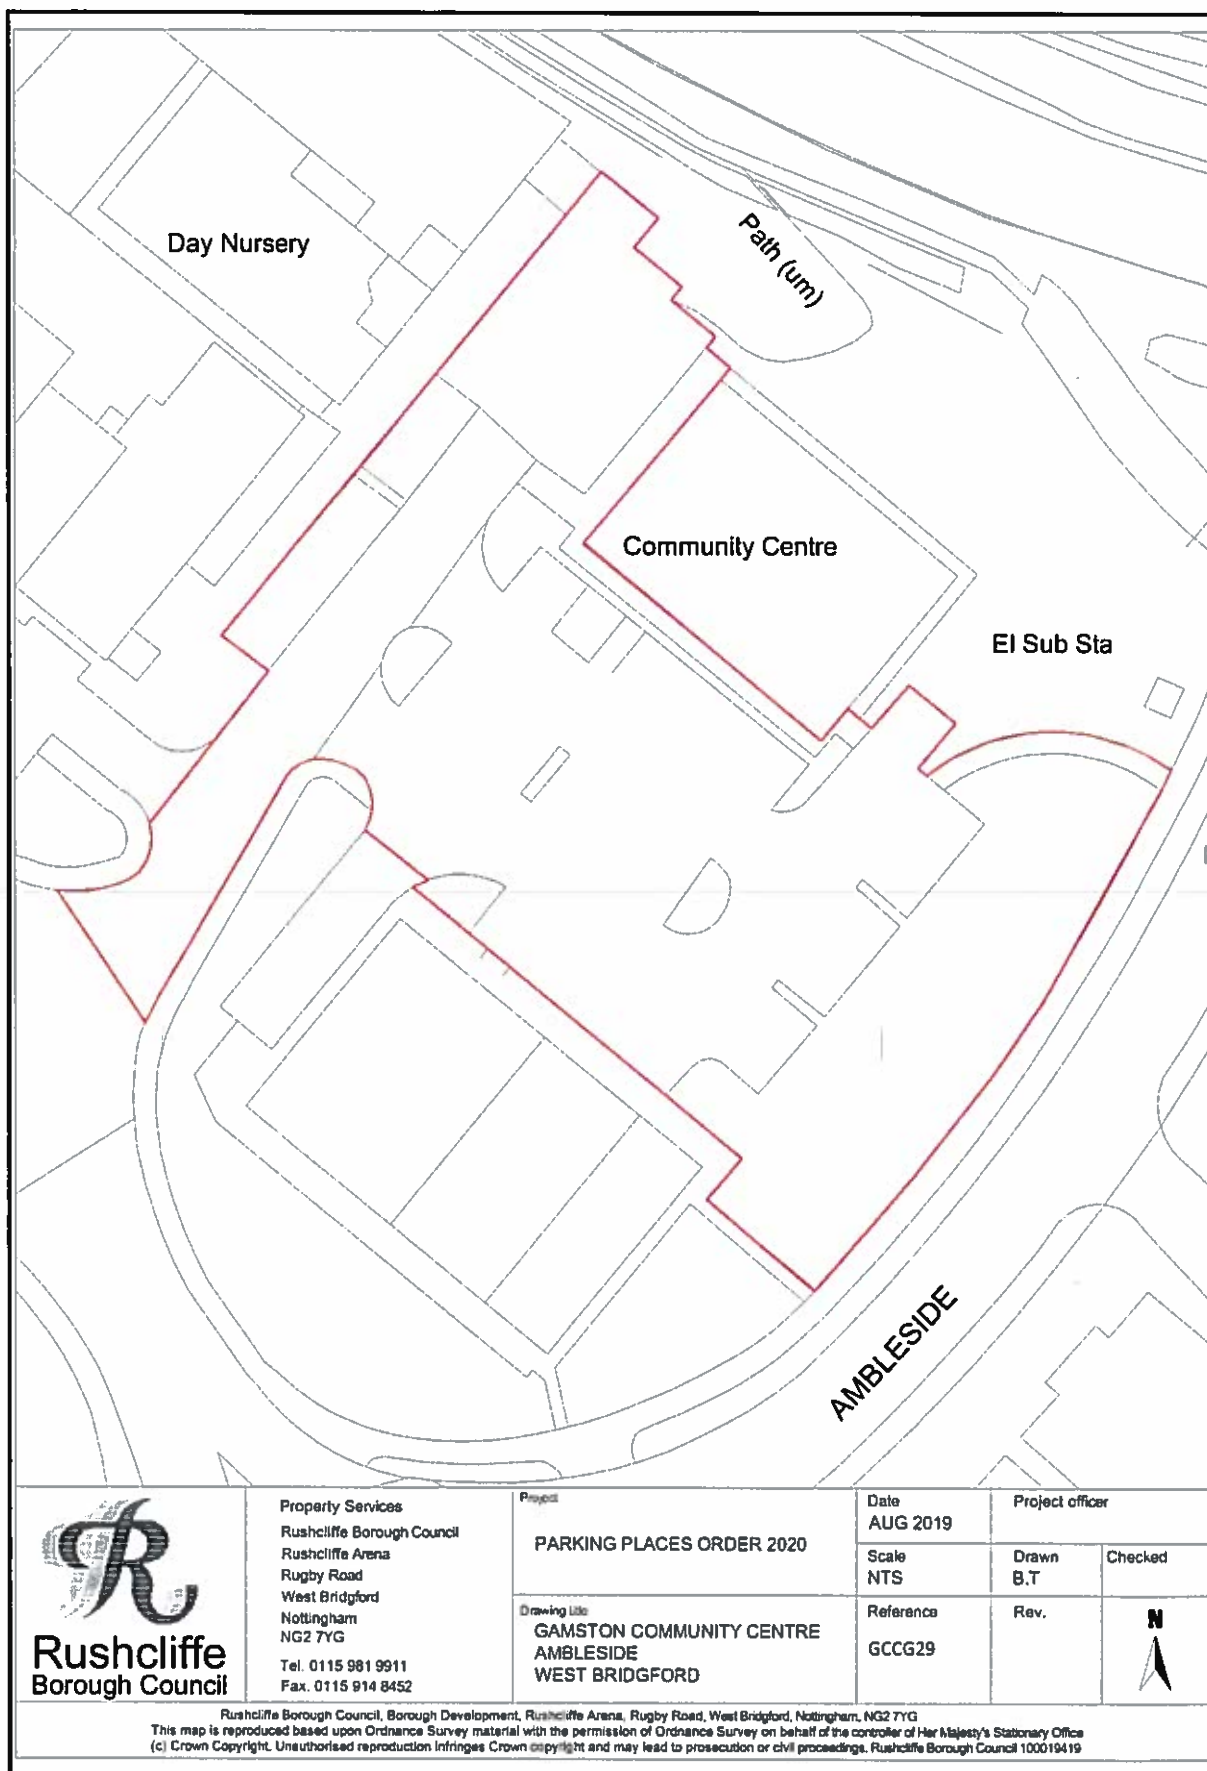 Day Nursery
Path (um)
Community Centre
El Sub Sta
AMBLESIDE
Rushcliffe
Borough Council
Property Services
Rushcliffe Borough Council
Rushcliffe Arena
Rugby Road
West Bridgford
Nottingham
NG2 7YG
Tel. 0115 981 9911
Fax. 0115 914 8452
Project
PARKING PLACES ORDER 2020
Drawing title
GAMSTON COMMUNITY CENTRE
AMBLESIDE
WEST BRIDGFORD
Date
AUG 2019
Project officer
Scale
NTS
Drawn
B.T
Checked
Reference
GCCG29
Rev.
N
Rushcliffe Borough Council, Borough Development, Rushcliffe Arena, Rugby Road, West Bridgford, Nottingham, NG2 7YG
This map is reproduced based upon Ordnance Survey material with the permission of Ordnance Survey on behalf of the controller of Her Majesty's Stationary Office
(c) Crown Copyright. Unauthorised reproduction infringes Crown copyright and may lead to prosecution or civil proceedings. Rushcliffe Borough Council 100019419